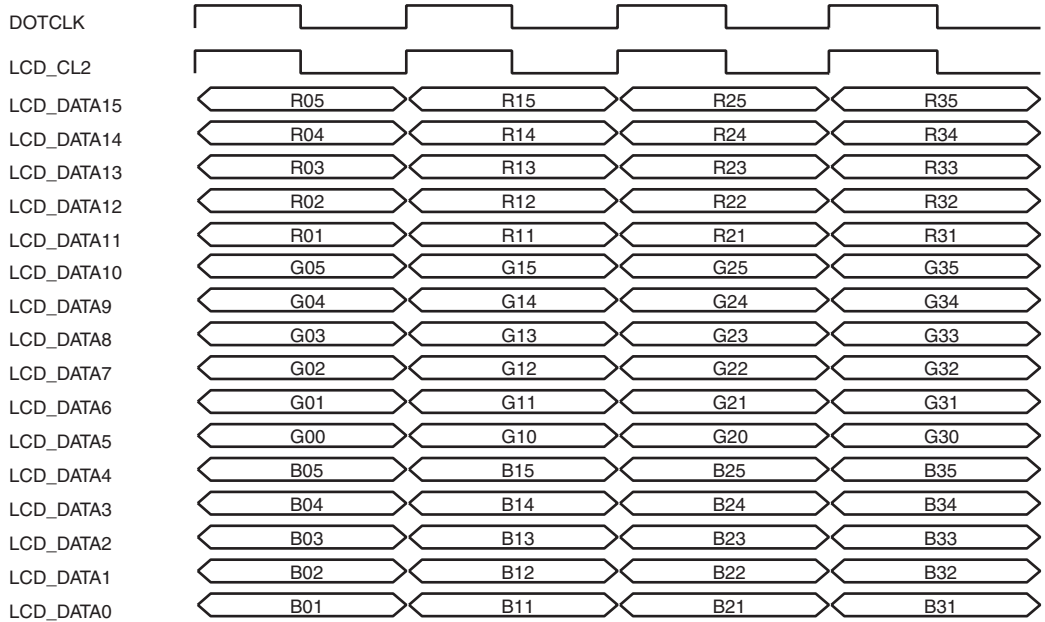 DOTCLK
LCD_CL2
LCD_DATA15 R05 R15 R25 R35
LCD_DATA14 R04 R14 R24 R34
LCD_DATA13 R03 R13 R23 R33
LCD_DATA12 R02 R12 R22 R32
LCD_DATA11 R01 R11 R21 R31
LCD_DATA10 G05 G15 G25 G35
LCD_DATA9 G04 G14 G24 G34
LCD_DATA8 G03 G13 G23 G33
LCD_DATA7 G02 G12 G22 G32
LCD_DATA6 G01 G11 G21 G31
LCD_DATA5 G00 G10 G20 G30
LCD_DATA4 B05 B15 B25 B35
LCD_DATA3 B04 B14 B24 B34
LCD_DATA2 B03 B13 B23 B33
LCD_DATA1 B02 B12 B22 B32
LCD_DATA0 B01 B11 B21 B31